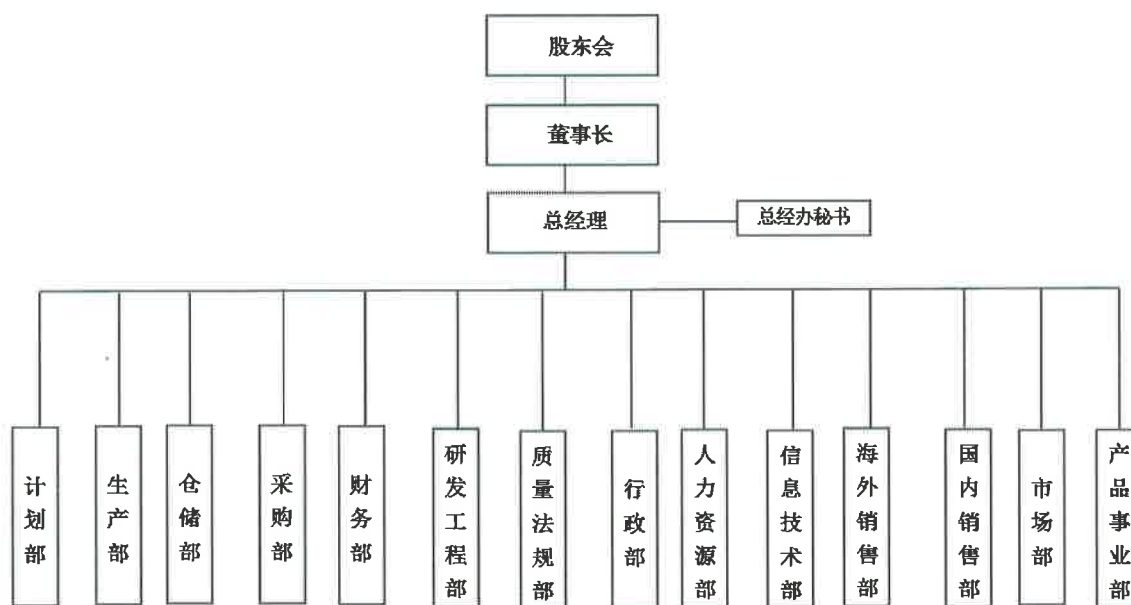 股东会
董事长
总经理
总经办秘书
计划部
生产部
仓储部
采购部
财务部
研发工程部
质量法规部
行政部
人力资源部
信息技术部
海外销售部
国内销售部
市场部
产品事业部